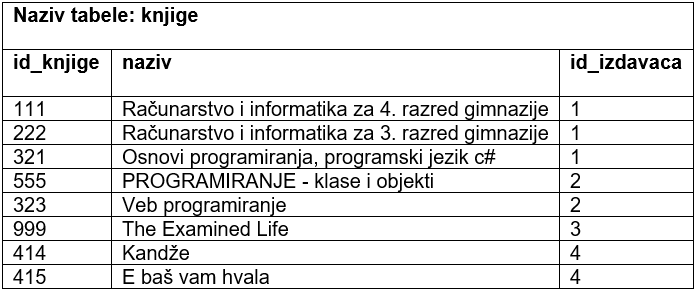 Naziv tabele: knjige
id_knjige naziv id_izdavaca
111 Računarstvo i informatika za 4. razred gimnazije 1
222 Računarstvo i informatika za 3. razred gimnazije 1
321 Osnovi programiranja, programski jezik c# 1
555 PROGRAMIRANJE - klase i objekti 2
323 Veb programiranje 2
999 The Examined Life 3
414 Kandže 4
415 E baš vam hvala 4